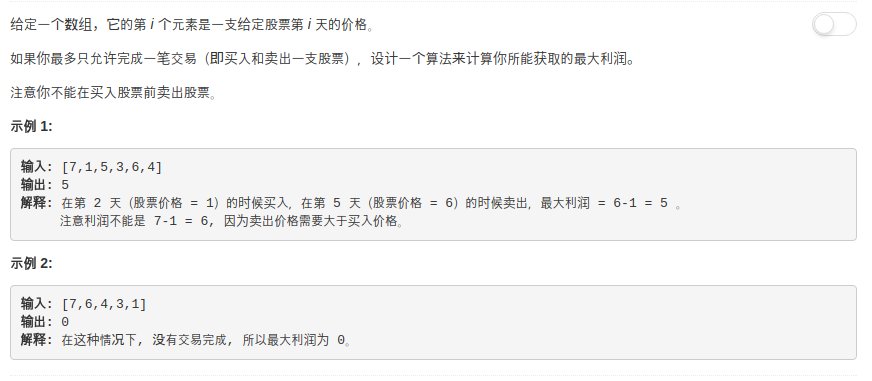 给定一个数组，它的第 i 个元素是一支给定股票第 i 天的价格。
如果你最多只允许完成一笔交易（即买入和卖出一支股票），设计一个算法来计算你所能获取的最大利润。
注意你不能在买入股票前卖出股票。
示例 1:
输入: [7,1,5,3,6,4]
输出: 5
解释: 在第 2 天（股票价格 = 1）的时候买入，在第 5 天（股票价格 = 6）的时候卖出，最大利润 = 6-1 = 5 。
注意利润不能是 7-1 = 6, 因为卖出价格需要大于买入价格。
示例 2:
输入: [7,6,4,3,1]
输出: 0
解释: 在这种情况下, 没有交易完成, 所以最大利润为 0。